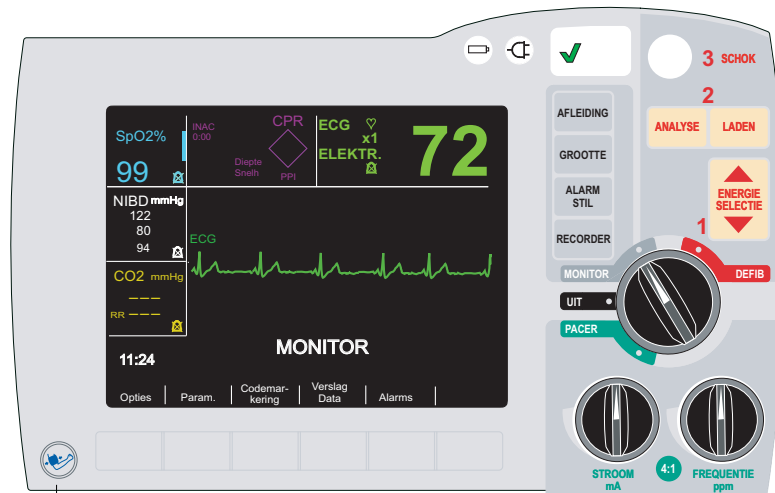 SpO2%
99
INAC
0:00
CPR
Diepte
Snelh
PPI
ECG
x1
ELEKTR.
72
NIBD mmHg
122
80
94
ECG
CO2 mmHg
---
RR ---
11:24
MONITOR
Opties
Param.
Codemar-
kering
Verslag
Data
Alarms
AFLEIDING
GROOTTE
ALARM
STIL
RECORDER
3 SCHOK
2
ANALYSE
LADEN
ENERGIE
SELECTIE
1
MONITOR
DEFIB
UIT
PACER
STROOM
mA
4:1
FREQUENTIE
ppm